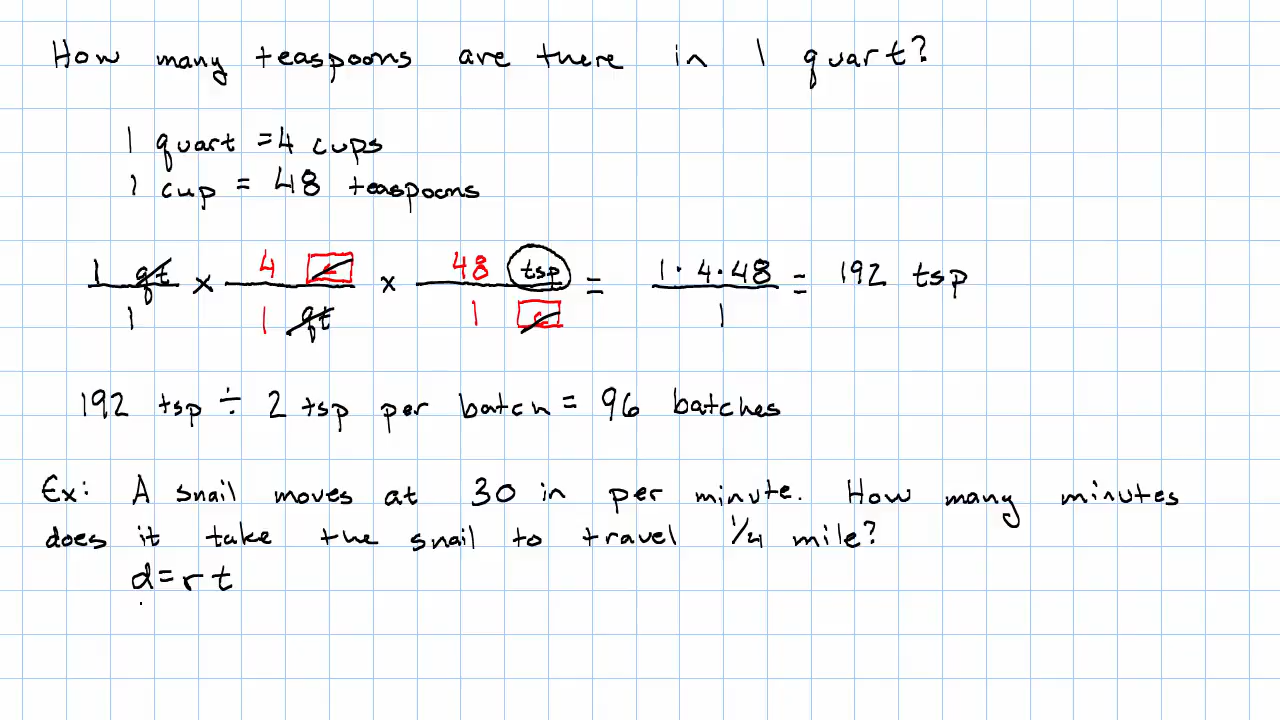 How many teaspoons are there in 1 quart?
1 quart = 4 cups
1 cup = 48 teaspoons
1 qt/1 × 4 c/1 qt × 48 tsp/1 c = 1·4·48/1 = 192 tsp
192 tsp ÷ 2 tsp per batch = 96 batches
Ex: A snail moves at 30 in per minute. How many minutes
does it take the snail to travel 1/4 mile?
d = r t